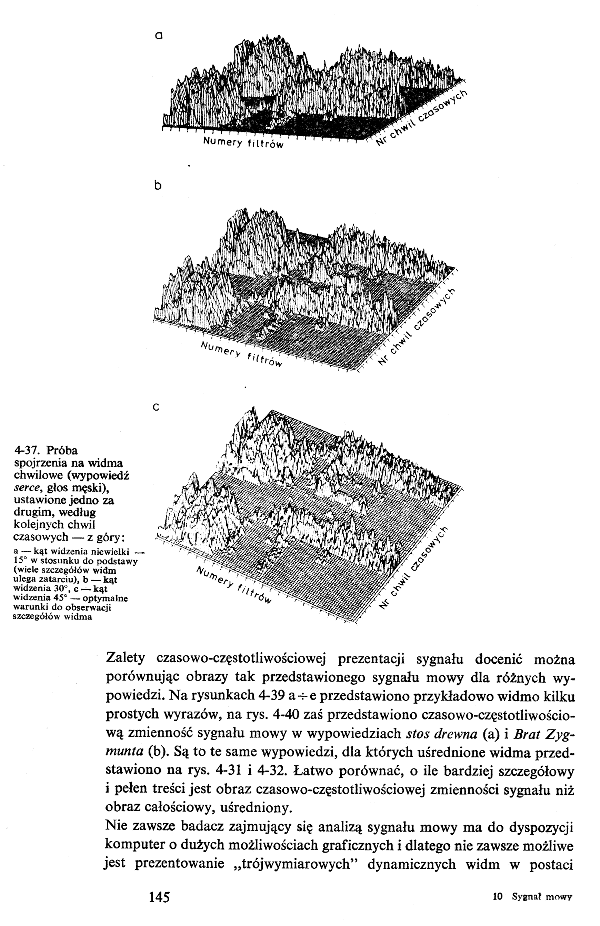 a
Numery filtrów
Nr chwil czasowych
b
Numery filtrów
Nr chwil czasowych
c
Numery filtrów
Nr chwil czasowych
4-37. Próba
spojrzenia na widma
chwilowe (wypowiedź
serce, głos męski),
ustawione jedno za
drugim, według
kolejnych chwil
czasowych — z góry:
a — kąt widzenia niewielki —
15° w stosunku do podstawy
(wiele szczegółów widm
ulega zatarciu), b — kąt
widzenia 30°, c — kąt
widzenia 45° — optymalne
warunki do obserwacji
szczegółów widma
Zalety czasowo-częstotliwościowej prezentacji sygnału docenić można
porównując obrazy tak przedstawionego sygnału mowy dla różnych wy-
powiedzi. Na rysunkach 4-39 a÷e przedstawiono przykładowo widmo kilku
prostych wyrazów, na rys. 4-40 zaś przedstawiono czasowo-częstotliwościo-
wą zmienność sygnału mowy w wypowiedziach stos drewna (a) i Brat Zyg-
munta (b). Są to te same wypowiedzi, dla których uśrednione widma przed-
stawiono na rys. 4-31 i 4-32. Łatwo porównać, o ile bardziej szczegółowy
i pełen treści jest obraz czasowo-częstotliwościowej zmienności sygnału niż
obraz całościowy, uśredniony.
Nie zawsze badacz zajmujący się analizą sygnału mowy ma do dyspozycji
komputer o dużych możliwościach graficznych i dlatego nie zawsze możliwe
jest prezentowanie „trójwymiarowych” dynamicznych widm w postaci
145
10 Sygnał mowy